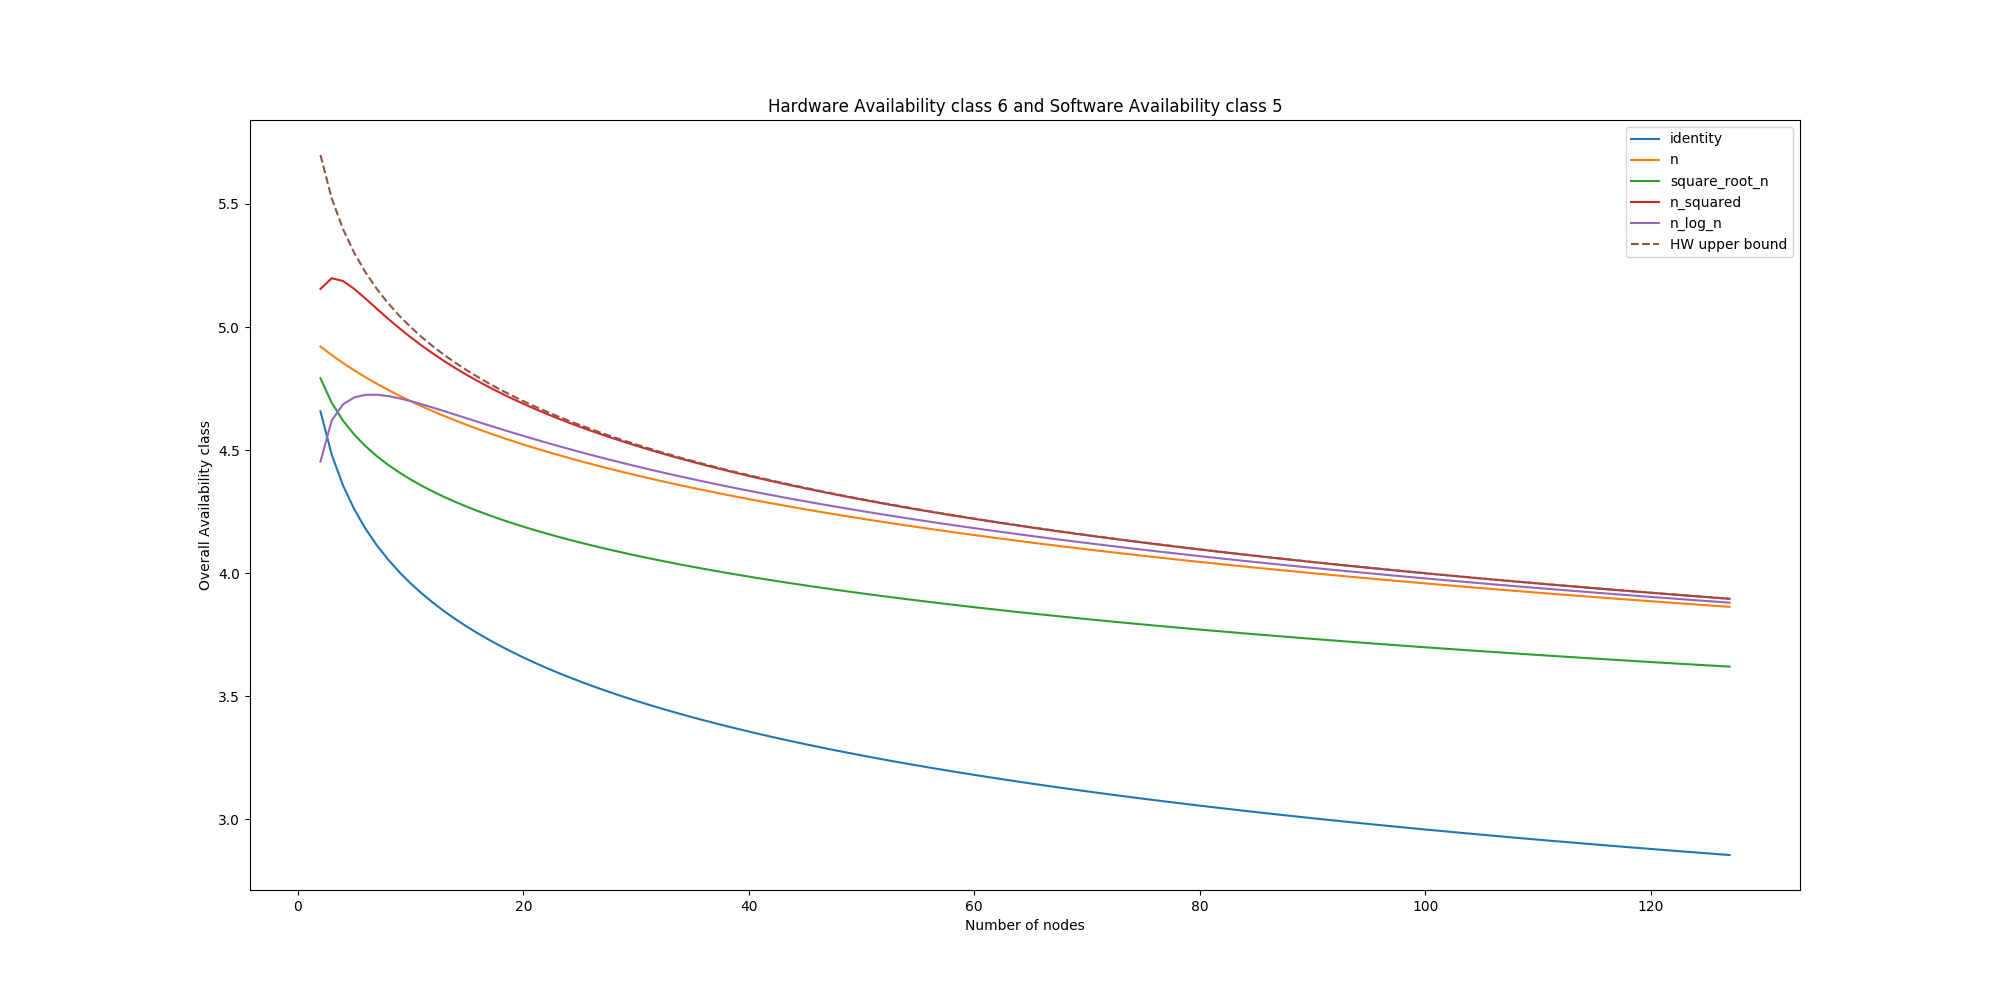 Hardware Availability class 6 and Software Availability class 5
identity
n
square_root_n
n_squared
n_log_n
HW upper bound
Overall Availability class
5.5
5.0
4.5
4.0
3.5
3.0
0 20 40 60 80 100 120
Number of nodes